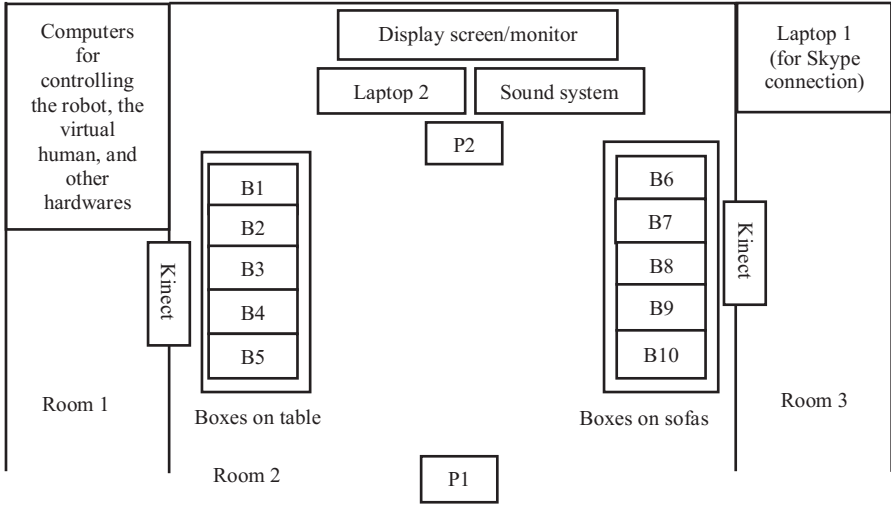 Computers
for
controlling
the robot, the
virtual
human, and
other
hardwares
Display screen/monitor
Laptop 2
Sound system
P2
Laptop 1
(for Skype
connection)
B1
B2
B3
B4
B5
B6
B7
B8
B9
B10
Kinect
Kinect
Room 1
Boxes on table
Boxes on sofas
Room 3
Room 2
P1